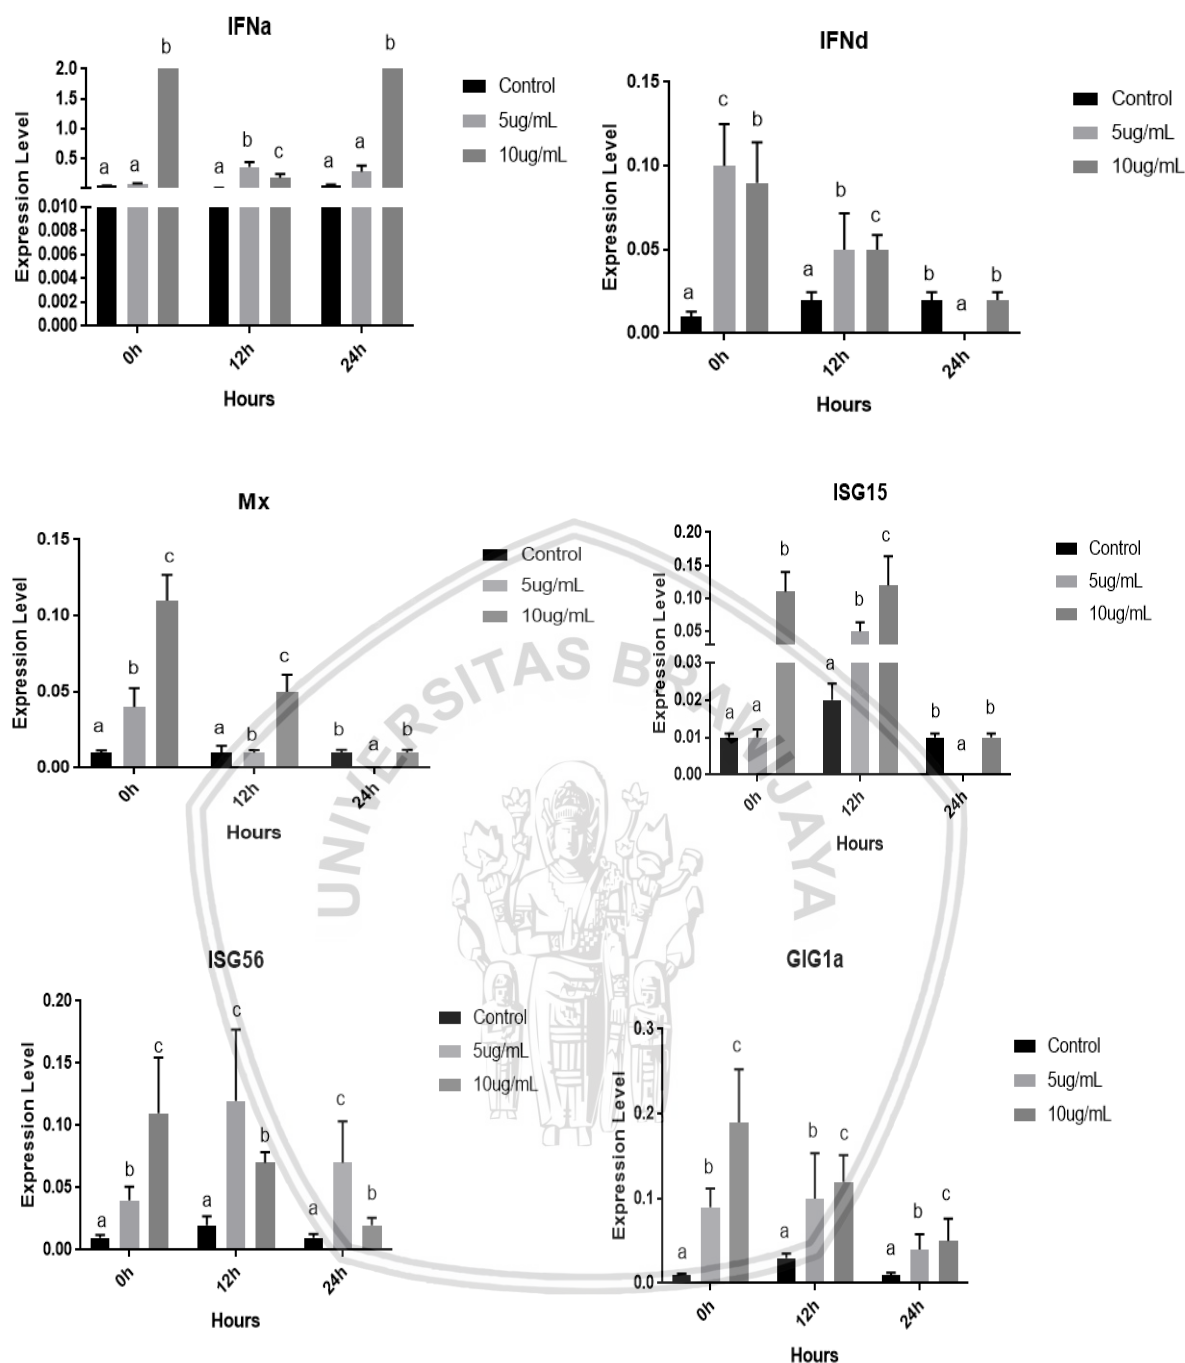 IFNa
b
b
2.0
1.5
1.0
0.5
a
a
b
c
a
a
0.010
0.008
0.006
0.004
0.002
0.000
Expression Level
Expression Level
0h
12h
24h
Hours
Control
5ug/mL
10ug/mL
IFNd
0.15
0.10
0.05
0.00
Expression Level
a
c
b
a
b
c
b
a
b
0h
12h
24h
Hours
Control
5ug/mL
10ug/mL
Mx
0.15
0.10
0.05
0.00
Expression Level
a
b
c
a
b
c
b
a
b
0h
12h
24h
Hours
Control
5ug/mL
10ug/mL
ISG15
0.20
0.15
0.10
0.05
0.03
0.02
0.01
0.00
Expression Level
a
a
b
a
b
c
b
a
b
0h
12h
24h
Hours
Control
5ug/mL
10ug/mL
UNIVERSITAS BRAWIJAYA
ISG56
0.20
0.15
0.10
0.05
0.00
Expression Level
a
b
c
a
c
b
a
c
b
0h
12h
24h
Hours
Control
5ug/mL
10ug/mL
GIG1a
0.3
0.2
0.1
0.0
Expression Level
a
b
c
a
b
c
a
b
c
0h
12h
24h
Hours
Control
5ug/mL
10ug/mL